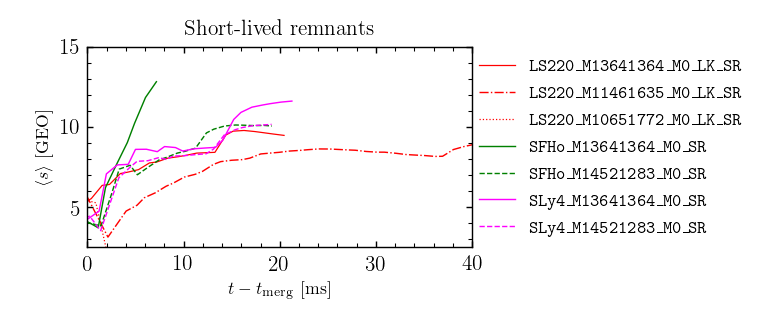 Short-lived remnants
15
10
5
⟨s⟩ [GEO]
0 10 20 30 40
t − t_merg [ms]
LS220_M13641364_M0_LK_SR
LS220_M11461635_M0_LK_SR
LS220_M10651772_M0_LK_SR
SFHo_M13641364_M0_SR
SFHo_M14521283_M0_SR
SLy4_M13641364_M0_SR
SLy4_M14521283_M0_SR